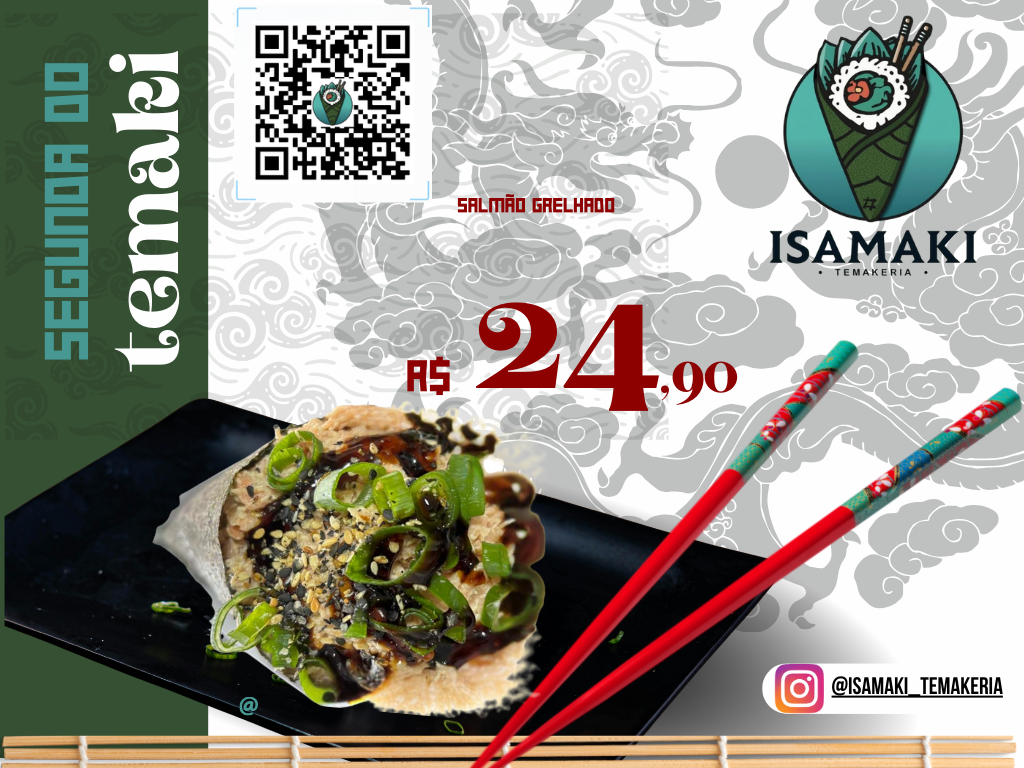 SEGUNDA DO
temaki
SALMÃO GRELHADO
R$ 24,90
ISAMAKI
• TEMAKERIA •
@ISAMAKI_TEMAKERIA
@